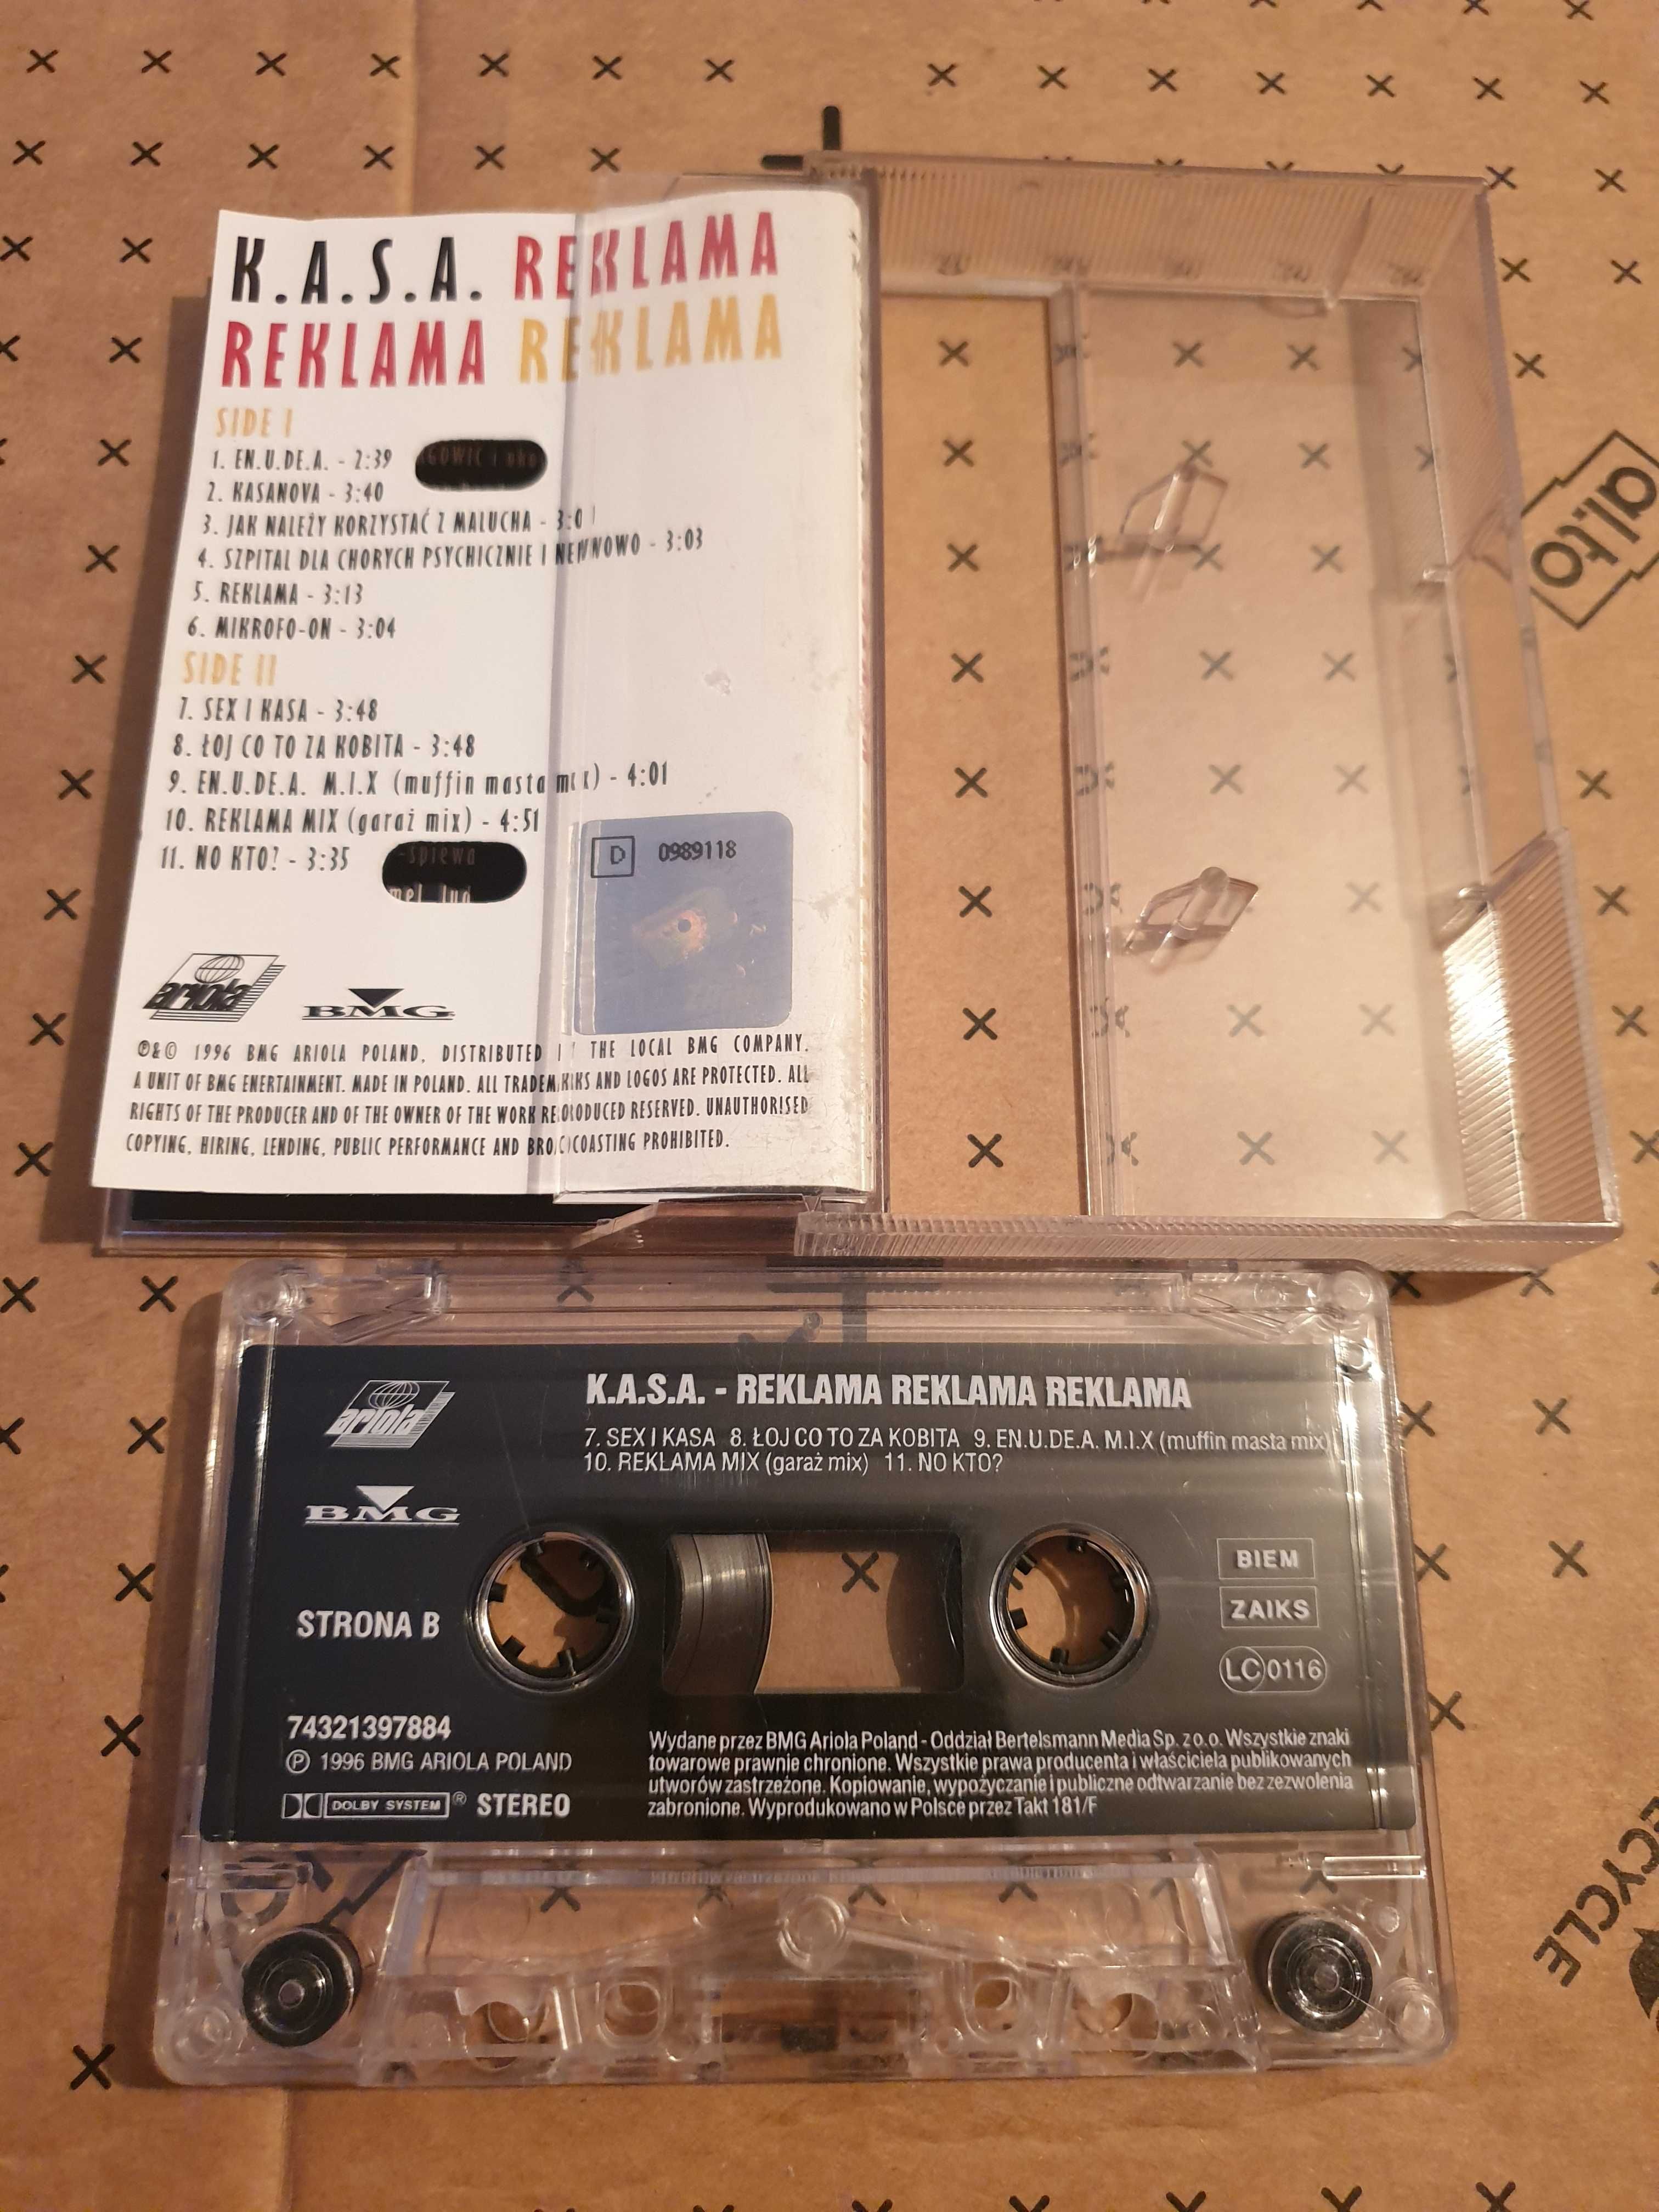 K.A.S.A. REKLAMA
REKLAMA REKLAMA
SIDE I
1. EN.U.DE.A. - 2:39
2. KASANOVA - 3:40
3. JAK NALEŻY KORZYSTAĆ Z MALUCHA - 3:0
4. SZPITAL DLA CHORYCH PSYCHICZNIE I - 3:03
5. REKLAMA - 3:13
6. MIKROFO-ON - 3:04
SIDE II
7. SEX I KASA - 3:48
8. ŁOJ CO TO ZA KOBITA - 3:48
9. EN.U.DE.A. M.I.X (muffin masta mix) - 4:01
10. REKLAMA MIX (garaż mix) - 4:51
11. NO KTO? - 3:35
D 0989118
ariola
BMG
℗&© 1996 BMG ARIOLA POLAND, DISTRIBUTED THE LOCAL BMG COMPANY.
A UNIT OF BMG ENERTAINMENT. MADE IN POLAND. ALL TRADEMARKS AND LOGOS ARE PROTECTED. ALL
RIGHTS OF THE PRODUCER AND OF THE OWNER OF THE WORK REPRODUCED RESERVED. UNAUTHORISED
COPYING, HIRING, LENDING, PUBLIC PERFORMANCE AND BROADCOASTING PROHIBITED.
ariola
K.A.S.A. - REKLAMA REKLAMA REKLAMA
7. SEX I KASA 8. ŁOJ CO TO ZA KOBITA 9. EN.U.DE.A. M.I.X (muffin masta mix)
10. REKLAMA MIX (garaż mix) 11. NO KTO?
BMG
BIEM
ZAIKS
STRONA B
LC 0116
74321397884
℗ 1996 BMG ARIOLA POLAND
DOLBY SYSTEM ® STEREO
Wydane przez BMG Ariola Poland - Oddział Bertelsmann Media Sp. z o.o. Wszystkie znaki
towarowe prawnie chronione. Wszystkie prawa producenta i właściciela publikowanych
utworów zastrzeżone. Kopiowanie, wypożyczanie i publiczne odtwarzanie bez zezwolenia
zabronione. Wyprodukowano w Polsce przez Takt 181/F